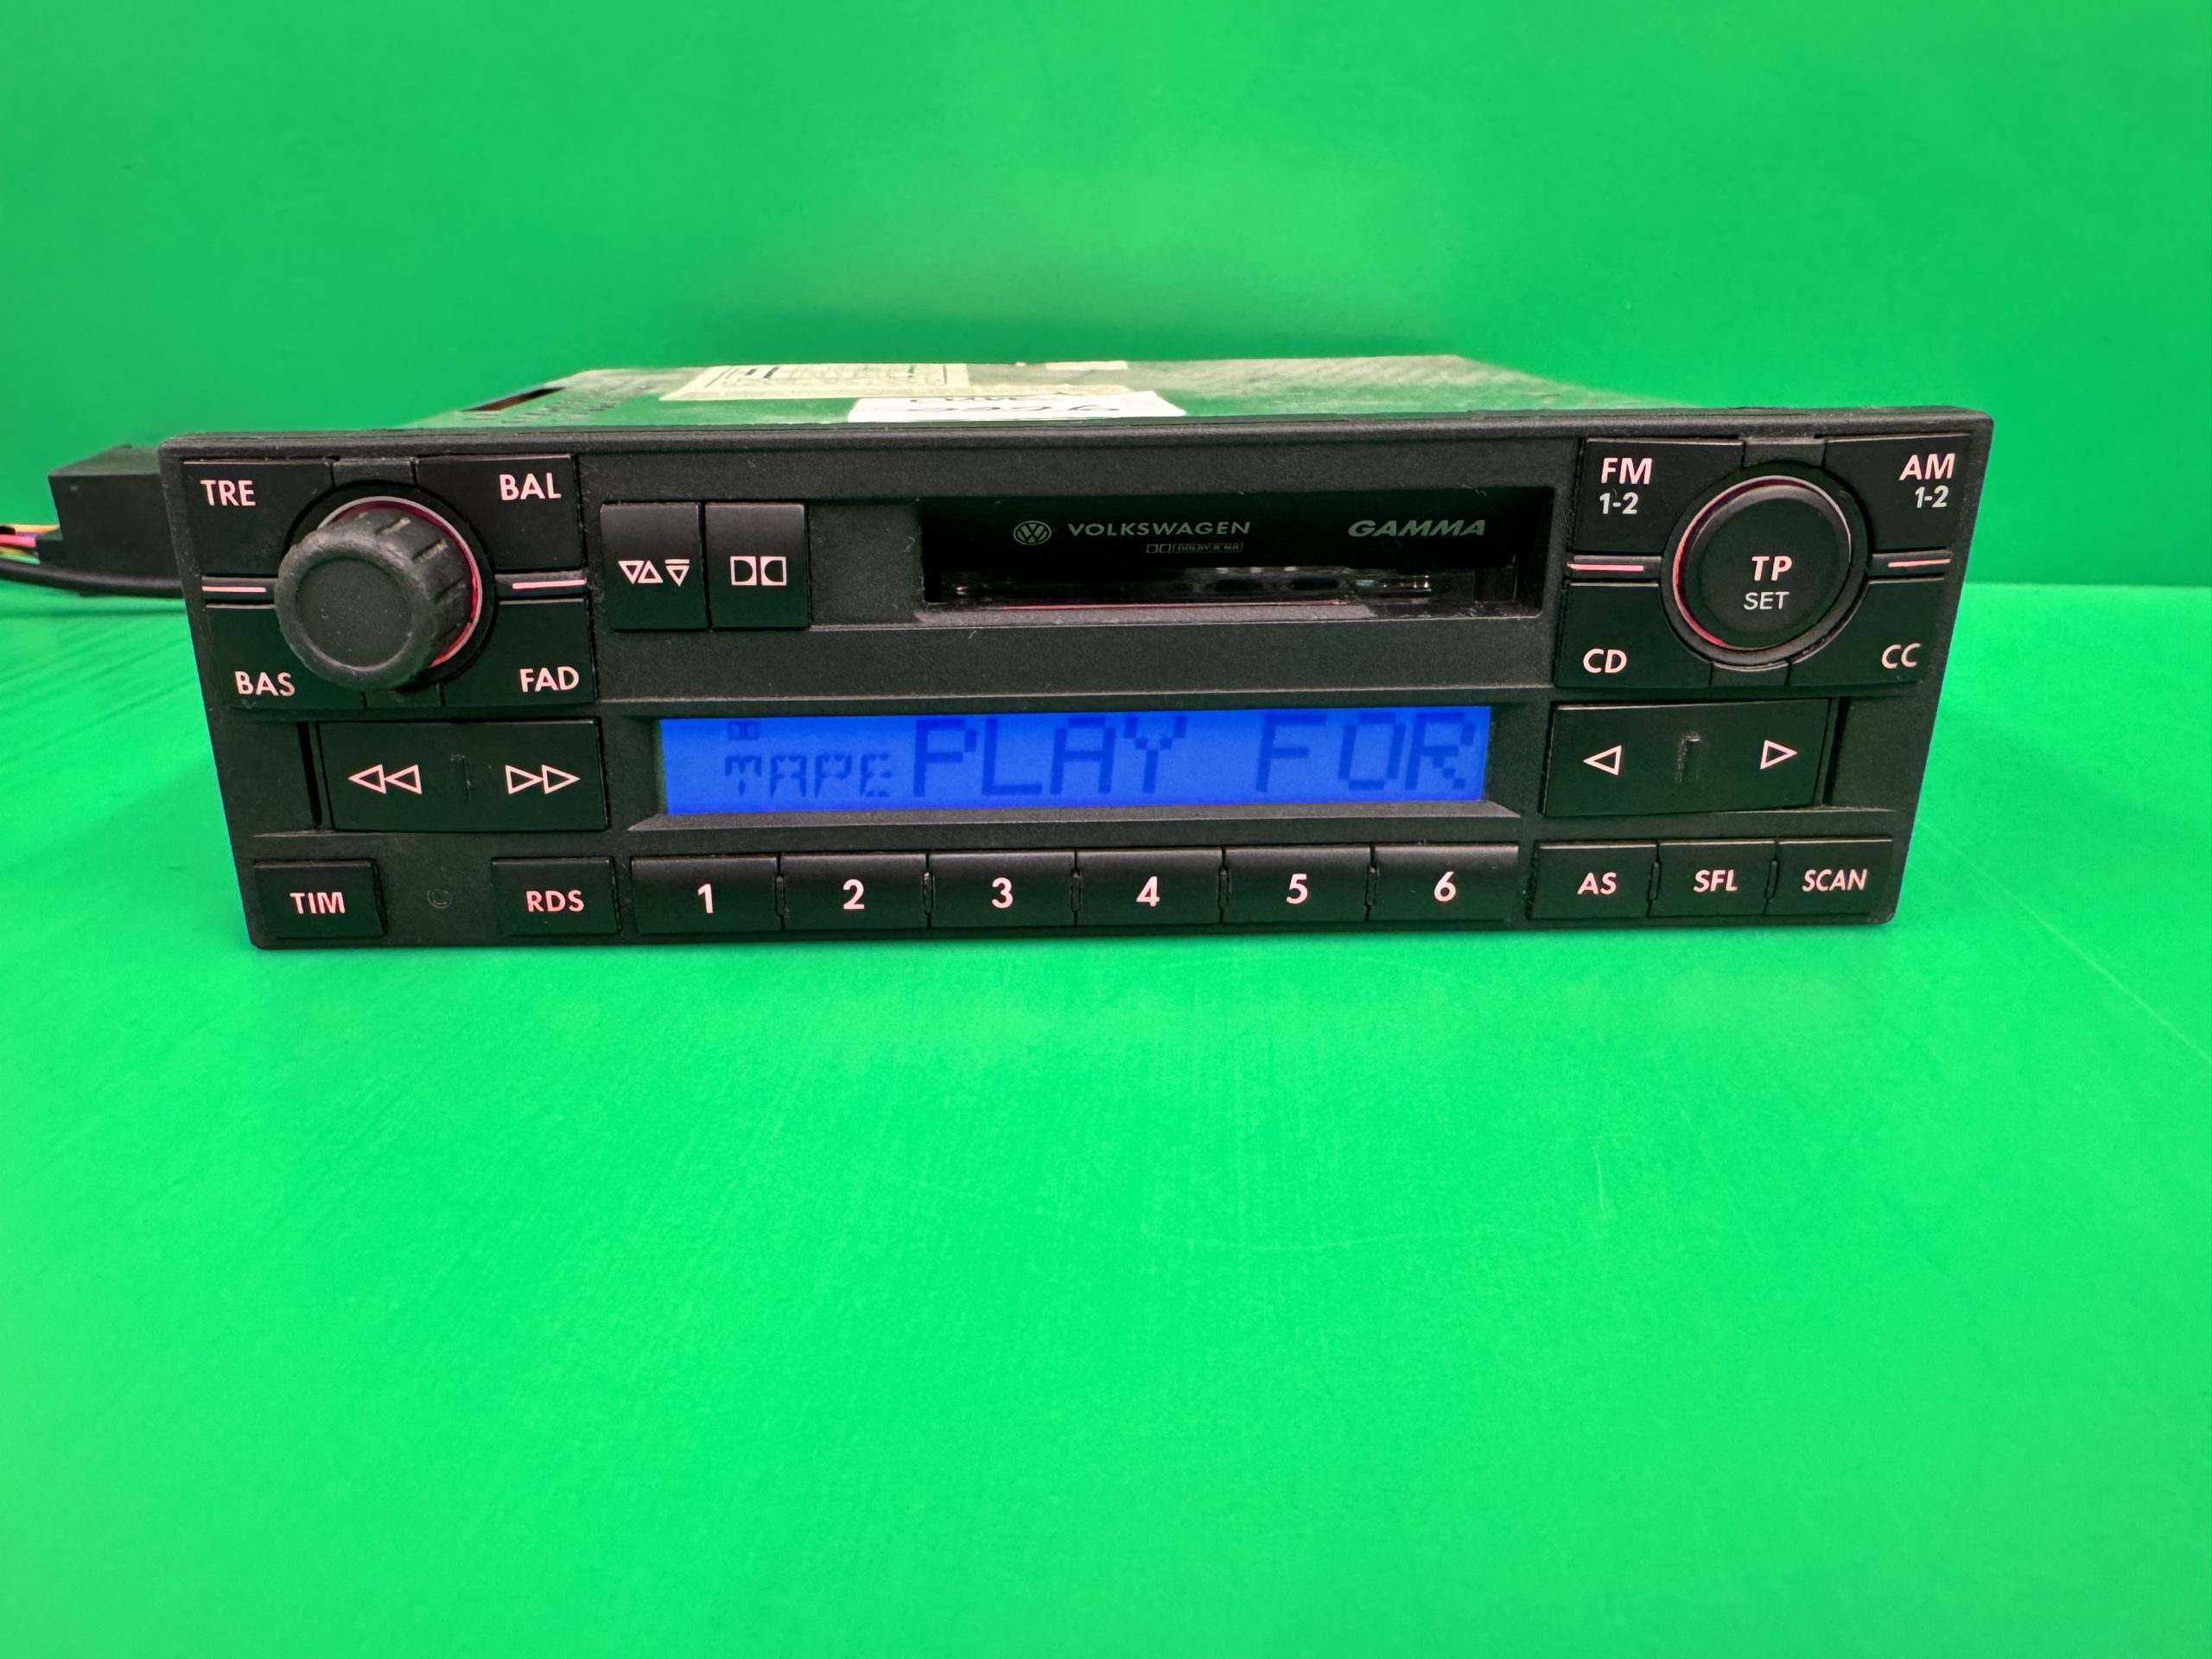 TRE
BAL
BAS
FAD
VOLKSWAGEN
GAMMA
FM
1-2
AM
1-2
TP
SET
CD
CC
TAPE PLAY FOR
TIM
RDS
1
2
3
4
5
6
AS
SFL
SCAN